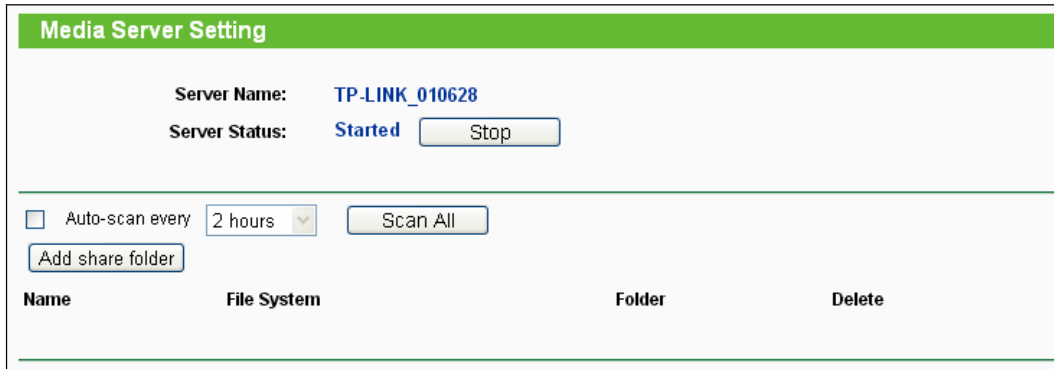 Media Server Setting
Server Name: TP-LINK_010628
Server Status: Started Stop
Auto-scan every 2 hours Scan All
Add share folder
Name File System Folder Delete